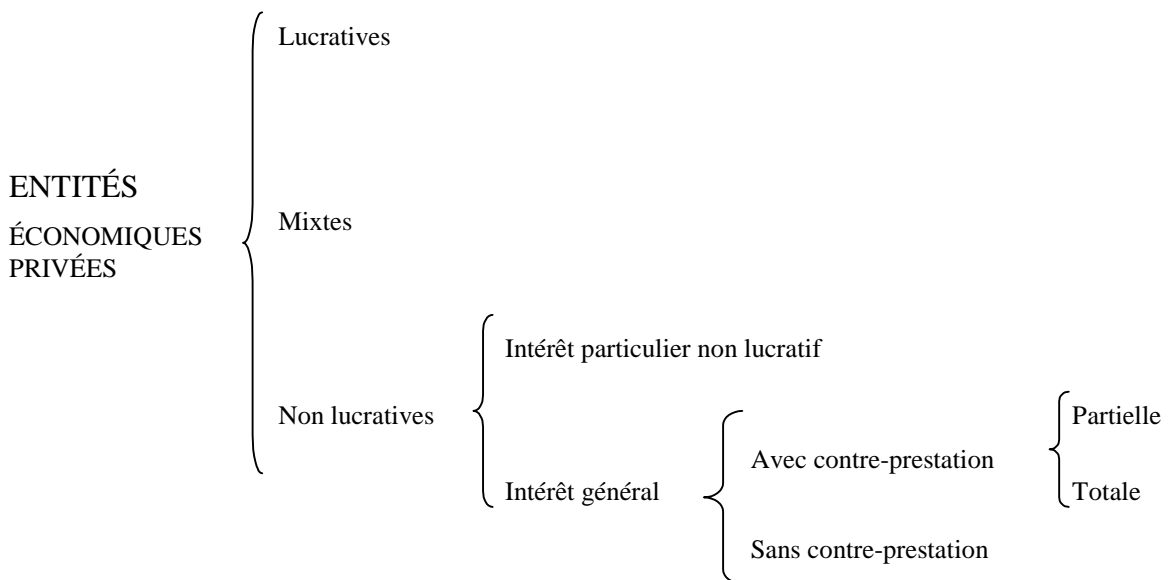 Lucratives
ENTITÉS
ÉCONOMIQUES
PRIVÉES
Mixtes
Non lucratives
Intérêt particulier non lucratif
Intérêt général
Avec contre-prestation
Partielle
Totale
Sans contre-prestation